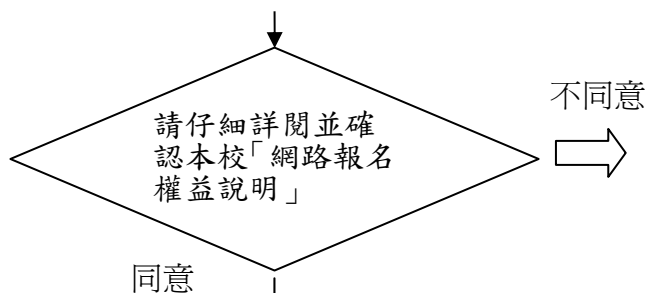 不同意
請仔細詳閱並確
認本校「網路報名
權益說明」
同意